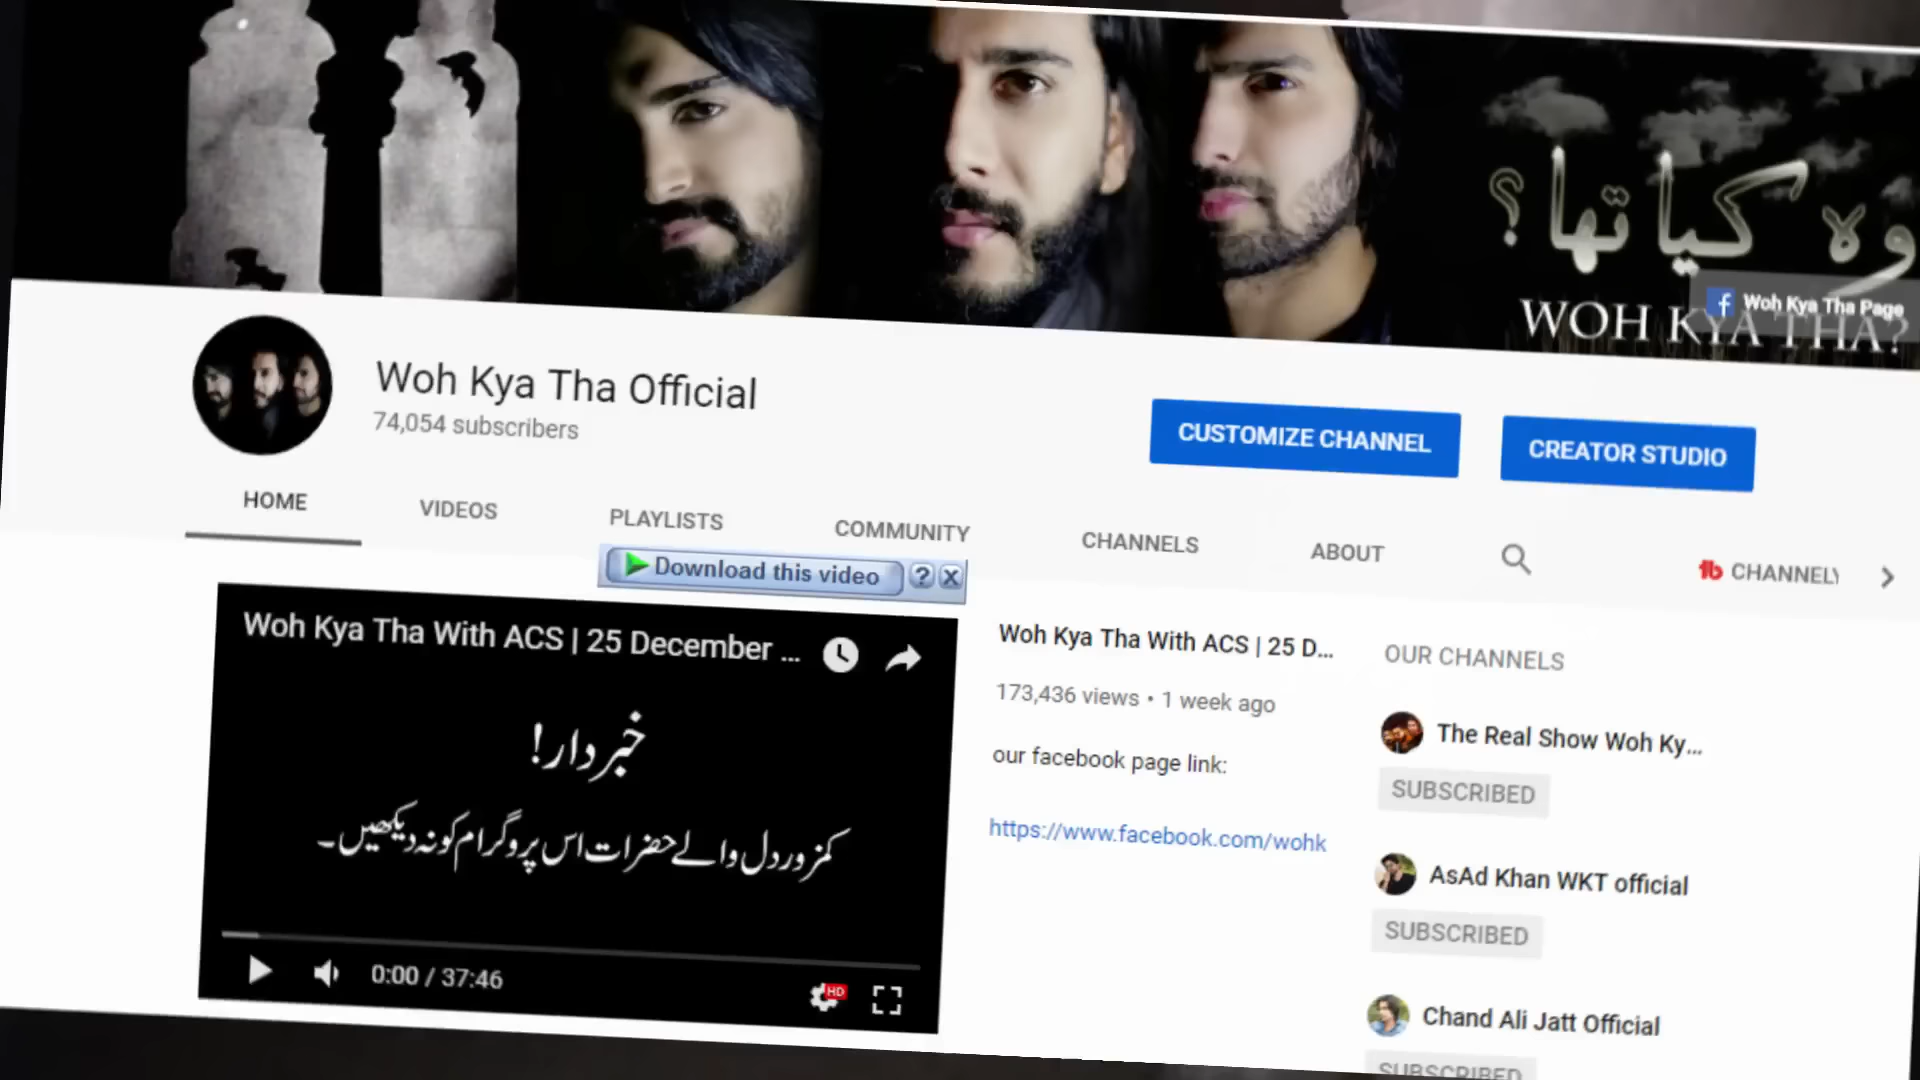 وہ کیا تھا؟
WOH KYA THA?
Woh Kya Tha Page
Woh Kya Tha Official
74,054 subscribers
CUSTOMIZE CHANNEL
CREATOR STUDIO
HOME
VIDEOS
PLAYLISTS
COMMUNITY
CHANNELS
ABOUT
CHANNELY
Download this video
Woh Kya Tha With ACS | 25 December ...
خبردار!
کمزور دل والے حضرات اس پروگرام کو نہ دیکھیں۔
0:00 / 37:46
HD
Woh Kya Tha With ACS | 25 D...
173,436 views • 1 week ago
our facebook page link:
https://www.facebook.com/wohk
OUR CHANNELS
The Real Show Woh Ky...
SUBSCRIBED
AsAd Khan WKT official
SUBSCRIBED
Chand Ali Jatt Official
SUBSCRIBED